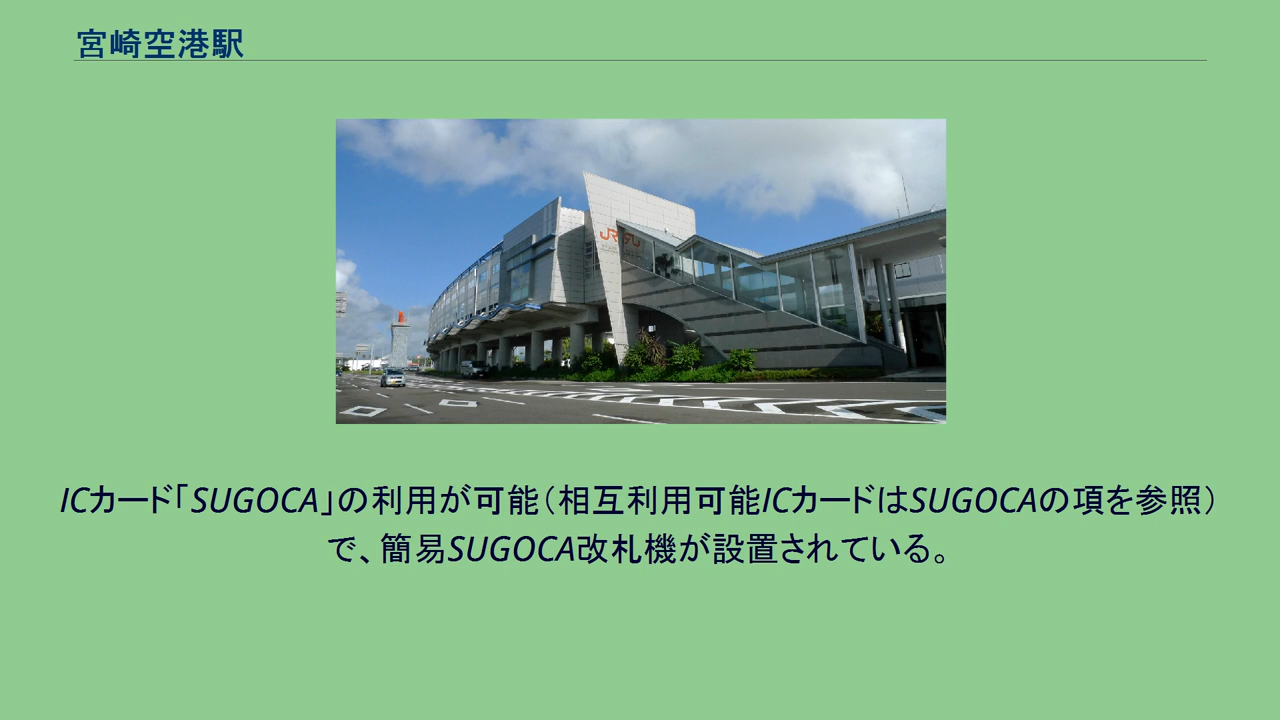 宮崎空港駅
JR
ICカード「SUGOCA」の利用が可能（相互利用可能ICカードはSUGOCAの項を参照）
で、簡易SUGOCA改札機が設置されている。